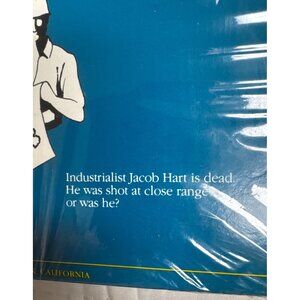 Industrialist Jacob Hart is dead.
He was shot at close range
or was he?
CALIFORNIA